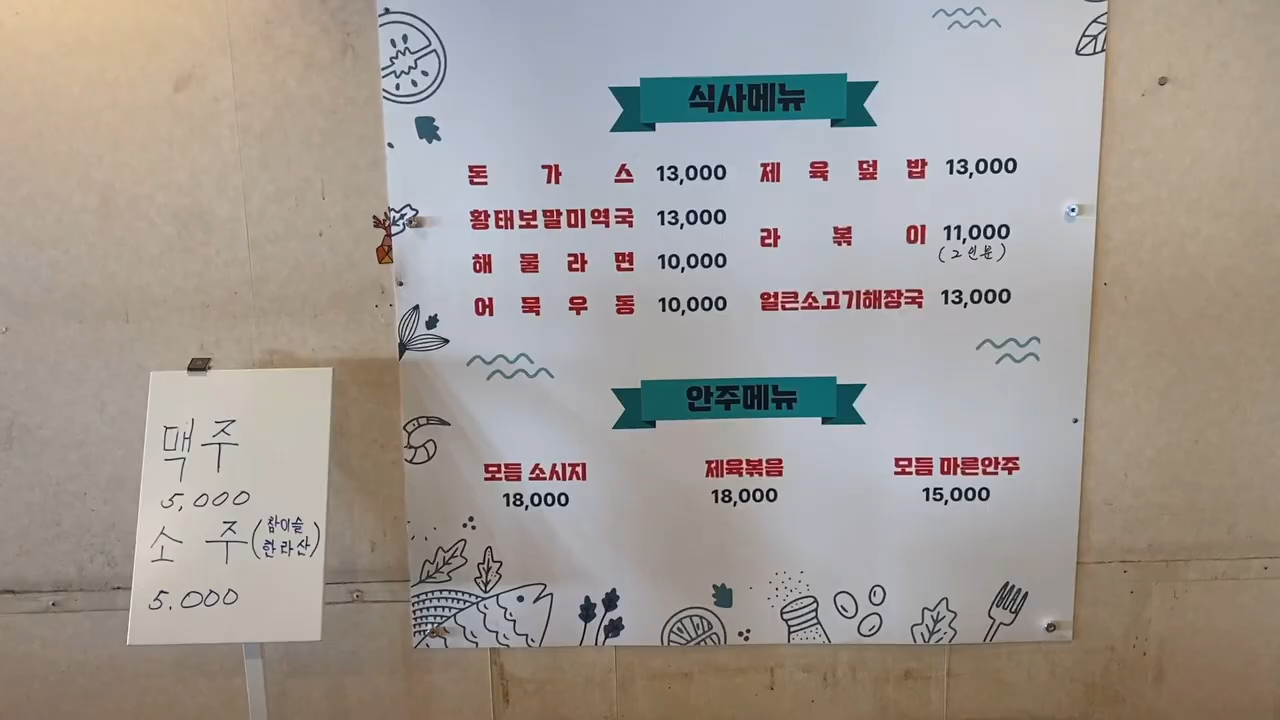 식사메뉴
돈가스 13,000
황태보말미역국 13,000
해물라면 10,000
어묵우동 10,000
제육덮밥 13,000
라볶이 11,000
(2인분)
얼큰소고기해장국 13,000
안주메뉴
모듬 소시지
18,000
제육볶음
18,000
모듬 마른안주
15,000
맥주
5,000
소주(참이슬
한라산)
5.000